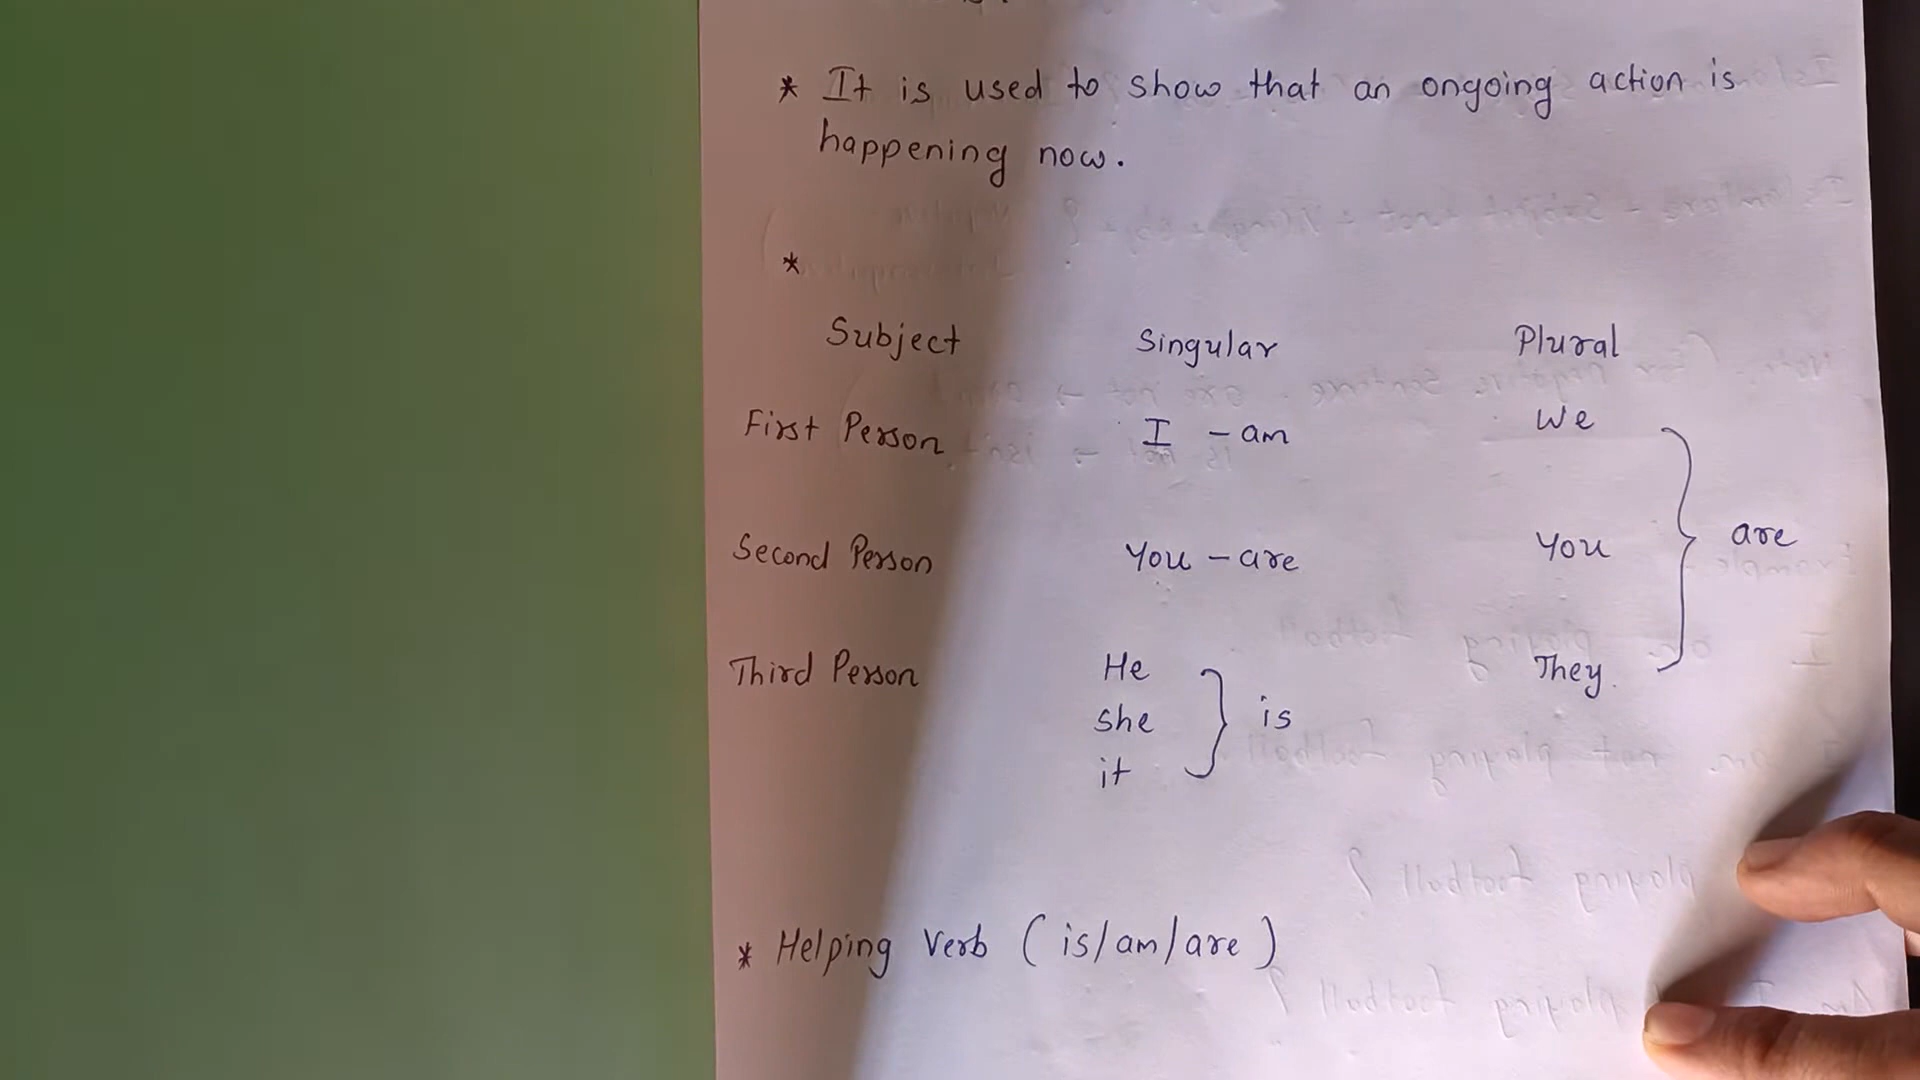 * It is used to show that an ongoing action is
happening now.
*
Subject Singular Plural
First Person I - am We
Second Person You - are You } are
Third Person He They
She } is
it
* Helping Verb ( is/am/are )